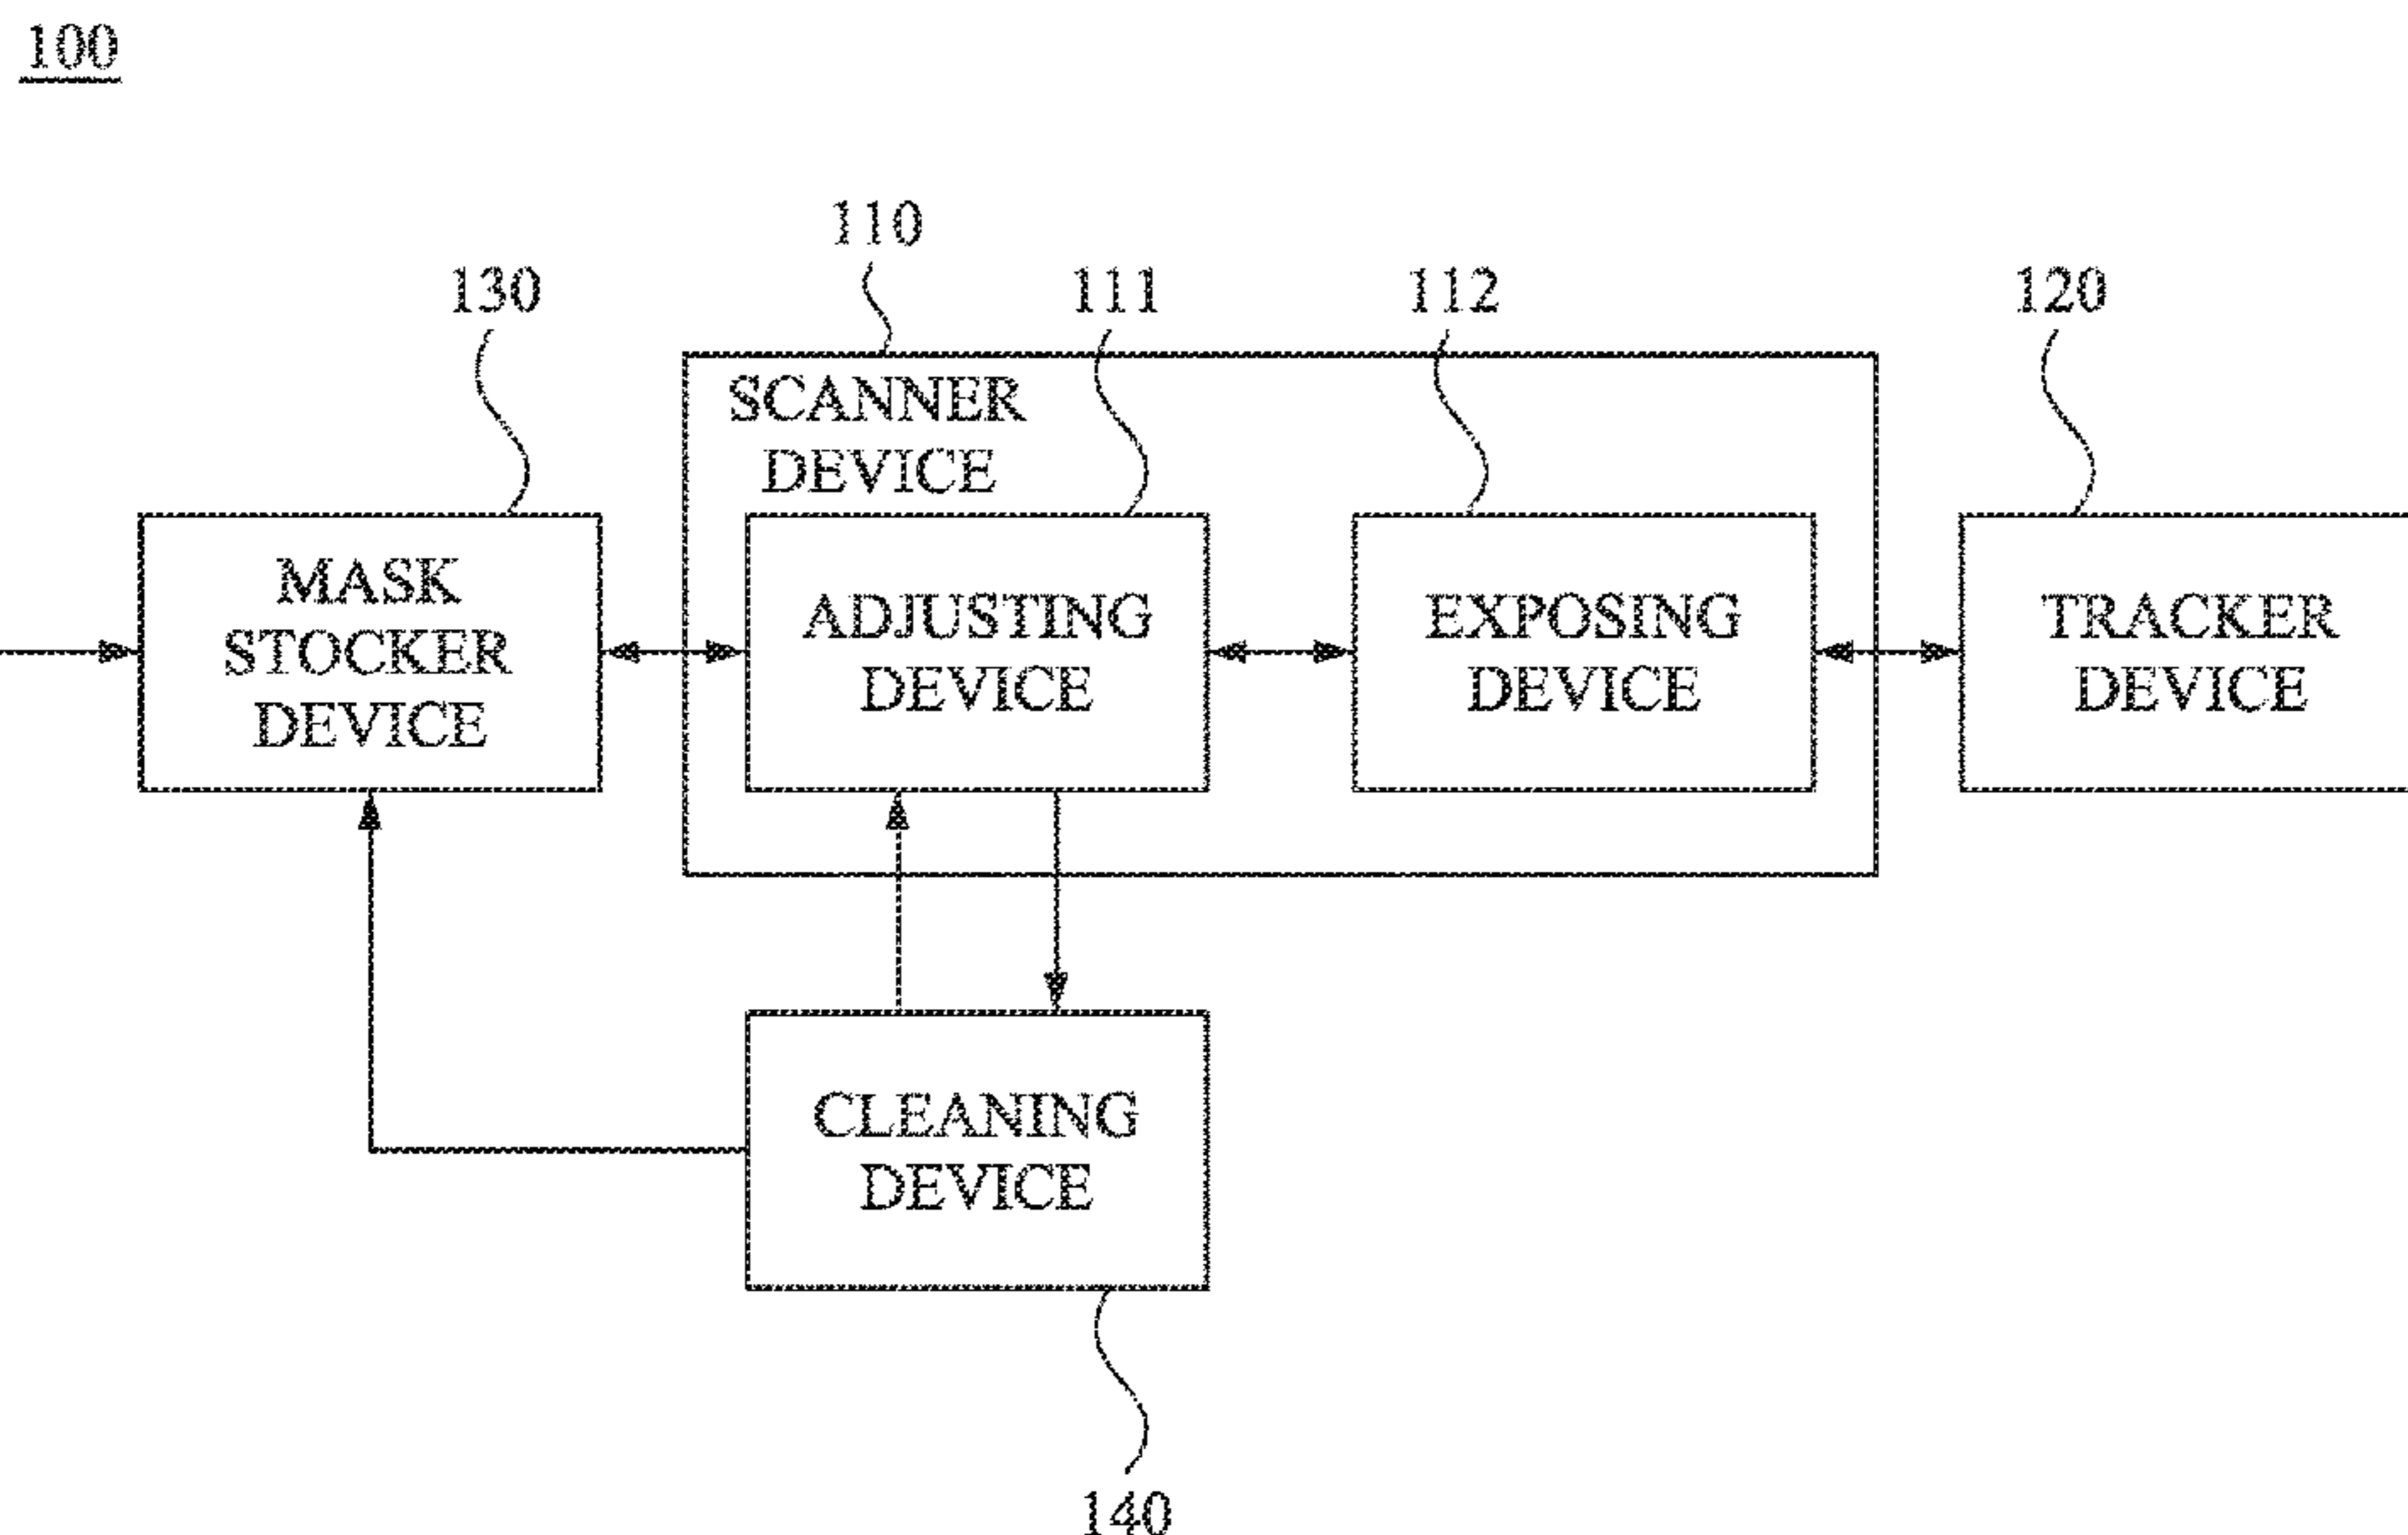 100
110
130
111
112
120
SCANNER
DEVICE
MASK
STOCKER
DEVICE
ADJUSTING
DEVICE
EXPOSING
DEVICE
TRACKER
DEVICE
CLEANING
DEVICE
140